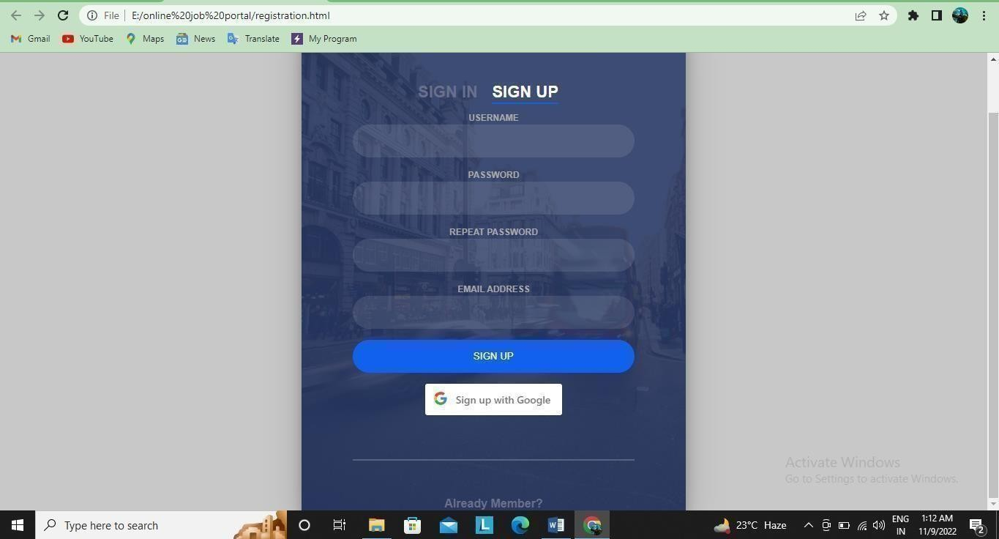 File E:/online%20job%20portal/registration.html
Gmail YouTube Maps News Translate My Program
SIGN IN SIGN UP
USERNAME
PASSWORD
REPEAT PASSWORD
EMAIL ADDRESS
SIGN UP
Sign up with Google
Activate Windows
Go to Settings to activate Windows.
Already Member?
Type here to search
23°C Haze
ENG
IN
1:12 AM
11/9/2022
2